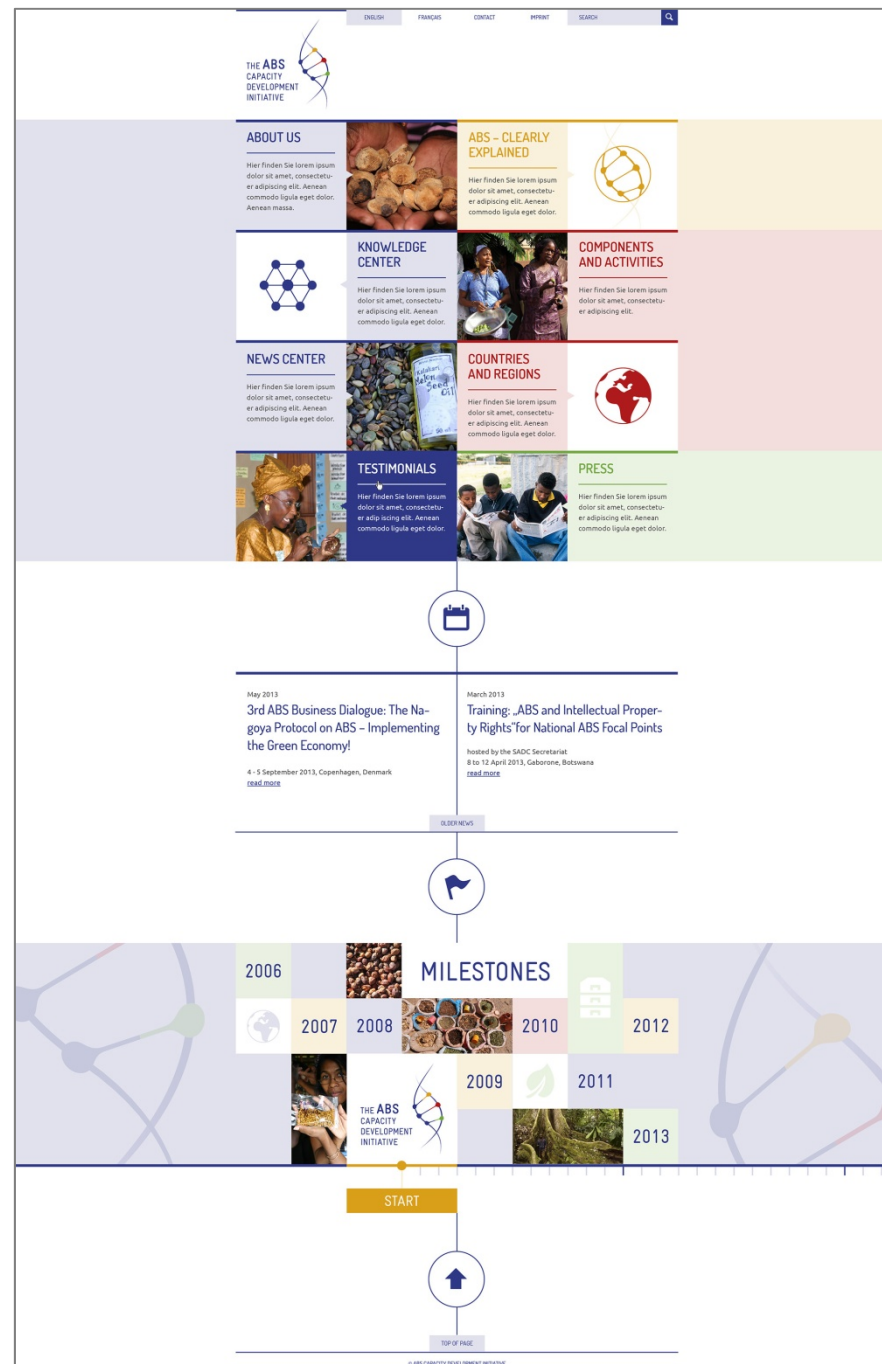 ENGLISH
FRANÇAIS
CONTACT
IMPRINT
SEARCH
THE ABS
CAPACITY
DEVELOPMENT
INITIATIVE
ABOUT US
Hier finden Sie lorem ipsum
dolor sit amet, consectetu-
er adipiscing elit. Aenean
commodo ligula eget dolor.
Aenean massa.
ABS – CLEARLY
EXPLAINED
Hier finden Sie lorem ipsum
dolor sit amet, consectetu-
er adipiscing elit. Aenean
commodo ligula eget dolor.
KNOWLEDGE
CENTER
Hier finden Sie lorem ipsum
dolor sit amet, consectetu-
er adipiscing elit. Aenean
commodo ligula eget dolor.
COMPONENTS
AND ACTIVITIES
Hier finden Sie lorem ipsum
dolor sit amet, consectetu-
er adipiscing elit.
NEWS CENTER
Hier finden Sie lorem ipsum
dolor sit amet, consectetu-
er adipiscing elit. Aenean
commodo ligula eget dolor.
Kalahari
Melon
Seed
Oil
COUNTRIES
AND REGIONS
Hier finden Sie lorem ipsum
dolor sit amet, consectetu-
er adipiscing elit. Aenean
commodo ligula eget dolor.
TESTIMONIALS
Hier finden Sie lorem ipsum
dolor sit amet, consectetu-
er adip iscing elit. Aenean
commodo ligula eget dolor.
PRESS
Hier finden Sie lorem ipsum
dolor sit amet, consectetu-
er adipiscing elit. Aenean
commodo ligula eget dolor.
May 2013
3rd ABS Business Dialogue: The Na-
goya Protocol on ABS – Implementing
the Green Economy!
4 - 5 September 2013, Copenhagen, Denmark
read more
March 2013
Training: „ABS and Intellectual Proper-
ty Rights"for National ABS Focal Points
hosted by the SADC Secretariat
8 to 12 April 2013, Gaborone, Botswana
read more
OLDER NEWS
2006
MILESTONES
2007
2008
2010
2012
2009
2011
THE ABS
CAPACITY
DEVELOPMENT
INITIATIVE
2013
START
TOP OF PAGE
© ABS CAPACITY DEVELOPMENT INITIATIVE